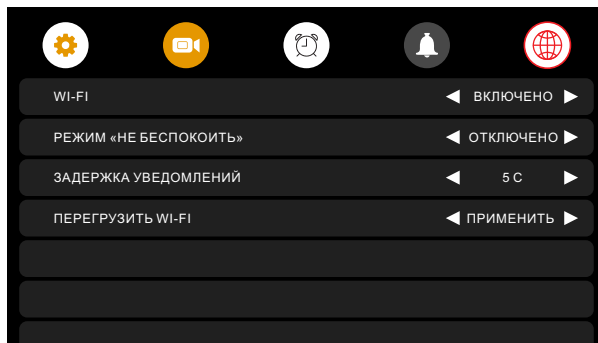 WI-FI ВКЛЮЧЕНО
РЕЖИМ «НЕ БЕСПОКОИТЬ» ОТКЛЮЧЕНО
ЗАДЕРЖКА УВЕДОМЛЕНИЙ 5 С
ПЕРЕГРУЗИТЬ WI-FI ПРИМЕНИТЬ